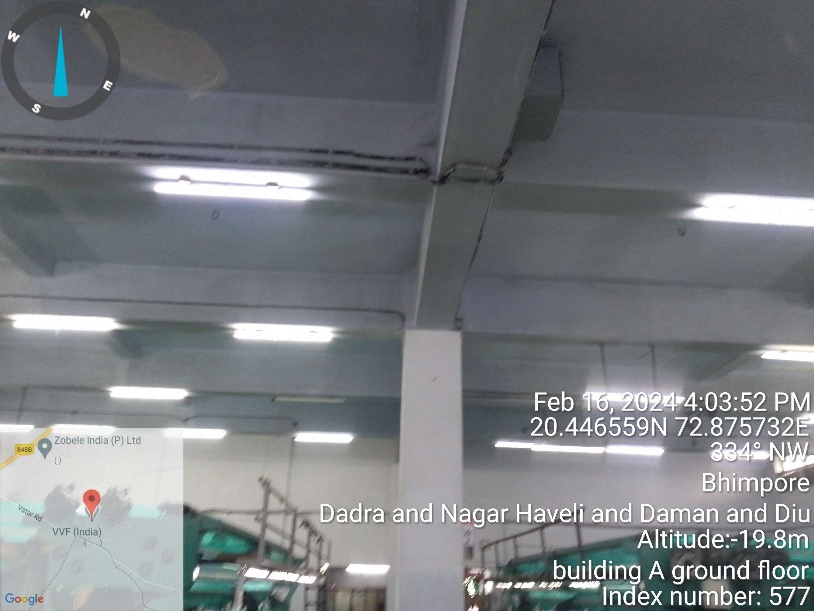 N
W
E
S
Feb 16, 2024 4:03:52 PM
20.446559N 72.875732E
334° NW
Bhimpore
Dadra and Nagar Haveli and Daman and Diu
Altitude:-19.8m
building A ground floor
Index number: 577
Zobele India (P) Ltd
848B
()
Vatar Rd
VVF (India)
Google